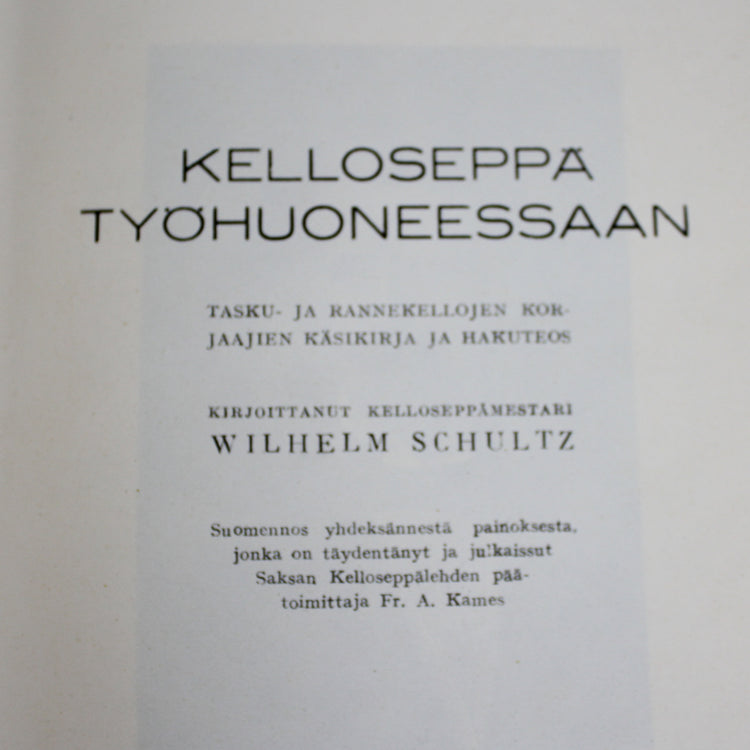 KELLOSEPPÄ
TYÖHUONEESSAAN
TASKU- JA RANNEKELLOJEN KOR-
JAAJIEN KÄSIKIRJA JA HAKUTEOS
KIRJOITTANUT KELLOSEPPÄMESTARI
WILHELM SCHULTZ
Suomennos yhdeksännestä painoksesta,
jonka on täydentänyt ja julkaissut
Saksan Kelloseppälehden pää-
toimittaja Fr. A. Kames